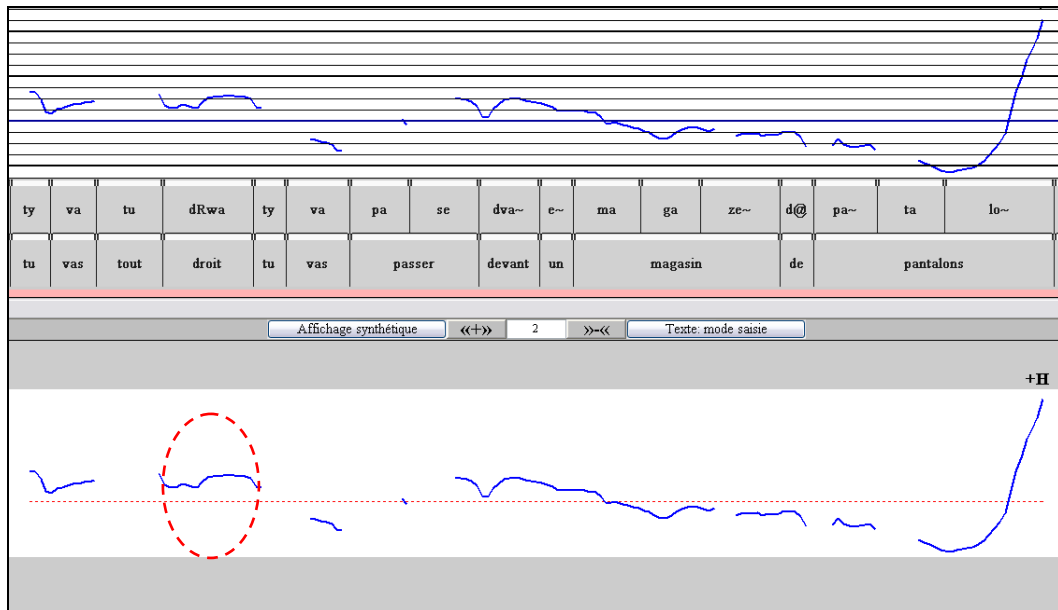 ty va tu dRwa ty va pa se dva~ e~ ma ga ze~ d@ pa~ ta lo~
tu vas tout droit tu vas passer devant un magasin de pantalons
Affichage synthétique «+» 2 »-« Texte: mode saisie
+H